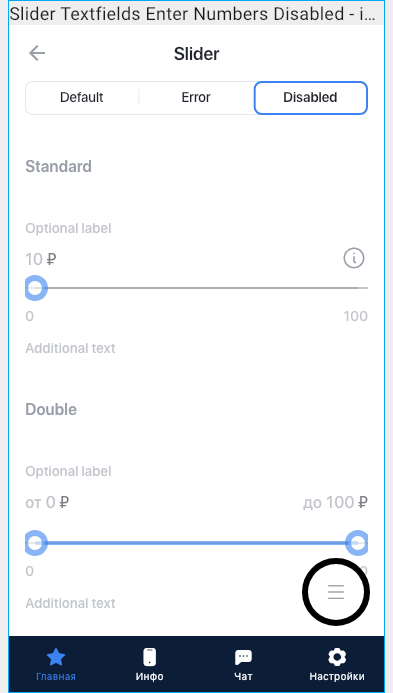 Slider Textfields Enter Numbers Disabled - i...
Slider
Default Error Disabled
Standard
Optional label
10 ₽
0 100
Additional text
Double
Optional label
от 0 ₽ до 100 ₽
0
Additional text
Главная Инфо Чат Настройки